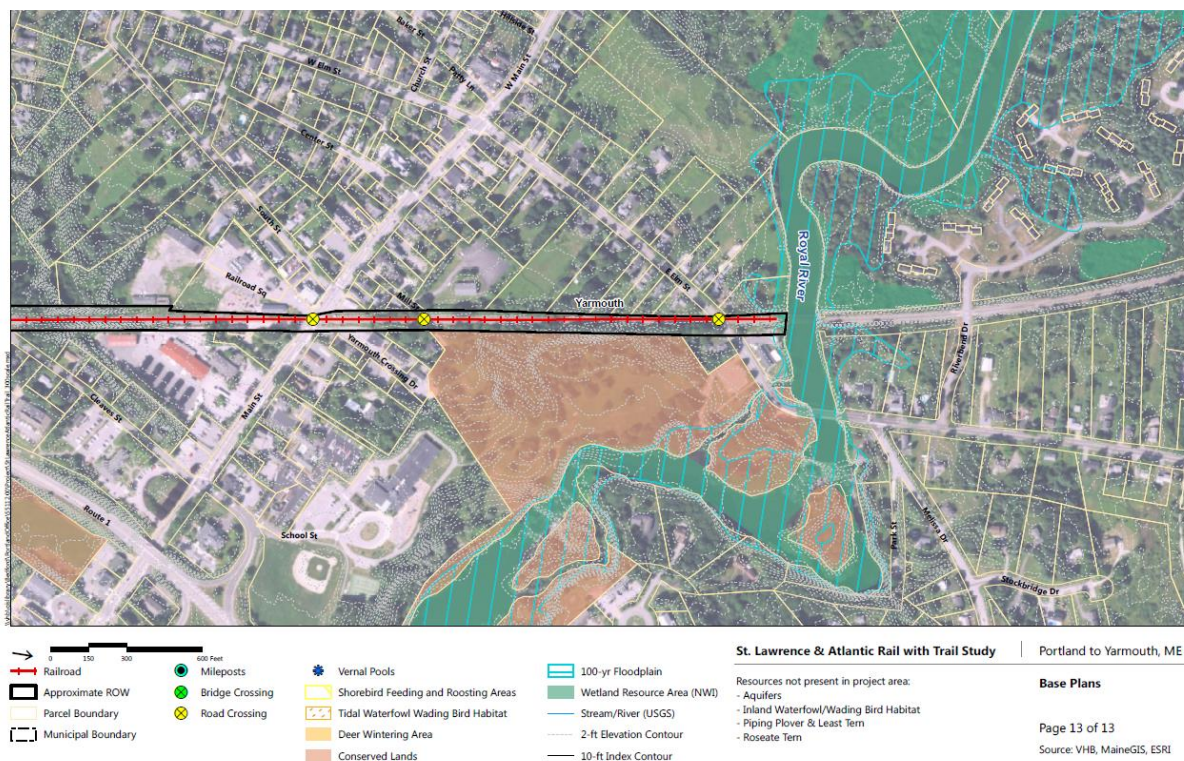 Baker St
Hillside St
W Elm St
Church St
Portly Ln
W Main St
Center St
South St
Railroad Sq
Mill St
E Elm St
Yarmouth
Royal River
Riverbend Dr
Yarmouth Crossing Dr
Main St
Cleaves St
Route 1
School St
Park St
Melissa Dr
Stockbridge Dr
0 150 300 600 Feet
Railroad
Approximate ROW
Parcel Boundary
Municipal Boundary
Mileposts
Bridge Crossing
Road Crossing
Vernal Pools
Shorebird Feeding and Roosting Areas
Tidal Waterfowl Wading Bird Habitat
Deer Wintering Area
Conserved Lands
100-yr Floodplain
Wetland Resource Area (NWI)
Stream/River (USGS)
2-ft Elevation Contour
10-ft Index Contour
St. Lawrence & Atlantic Rail with Trail Study
Resources not present in project area:
- Aquifers
- Inland Waterfowl/Wading Bird Habitat
- Piping Plover & Least Tern
- Roseate Tern
Portland to Yarmouth, ME
Base Plans
Page 13 of 13
Source: VHB, MaineGIS, ESRI